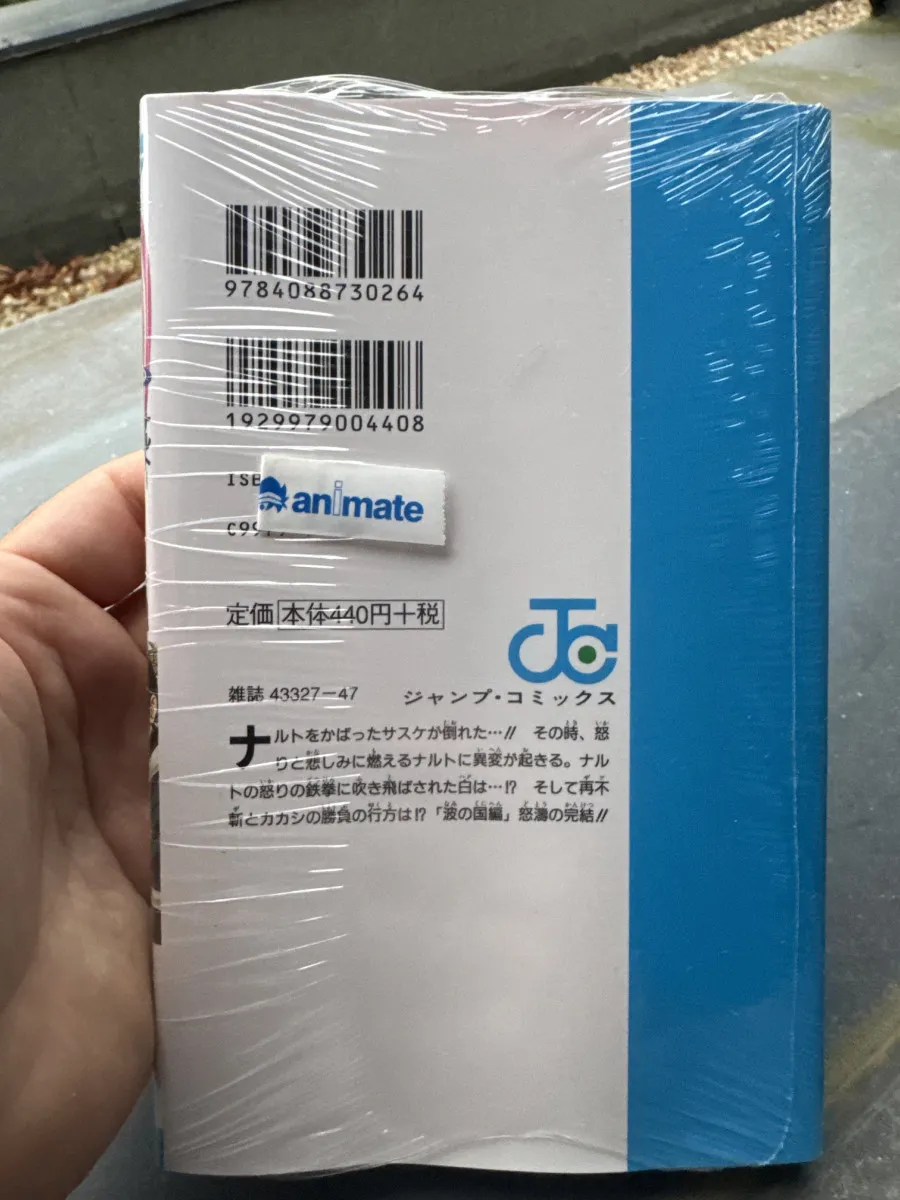 9784088730264
1929979004408
ISB
animate
C99
定価 本体440円+税
雑誌 43327-47
ジャンプ・コミックス
ナルトをかばったサスケが倒れた…!! その時、怒
りと悲しみに燃えるナルトに異変が起きる。ナル
トの怒りの鉄拳に吹き飛ばされた白は…!? そして再不
斬とカカシの勝負の行方は!?「波の国編」怒濤の完結!!